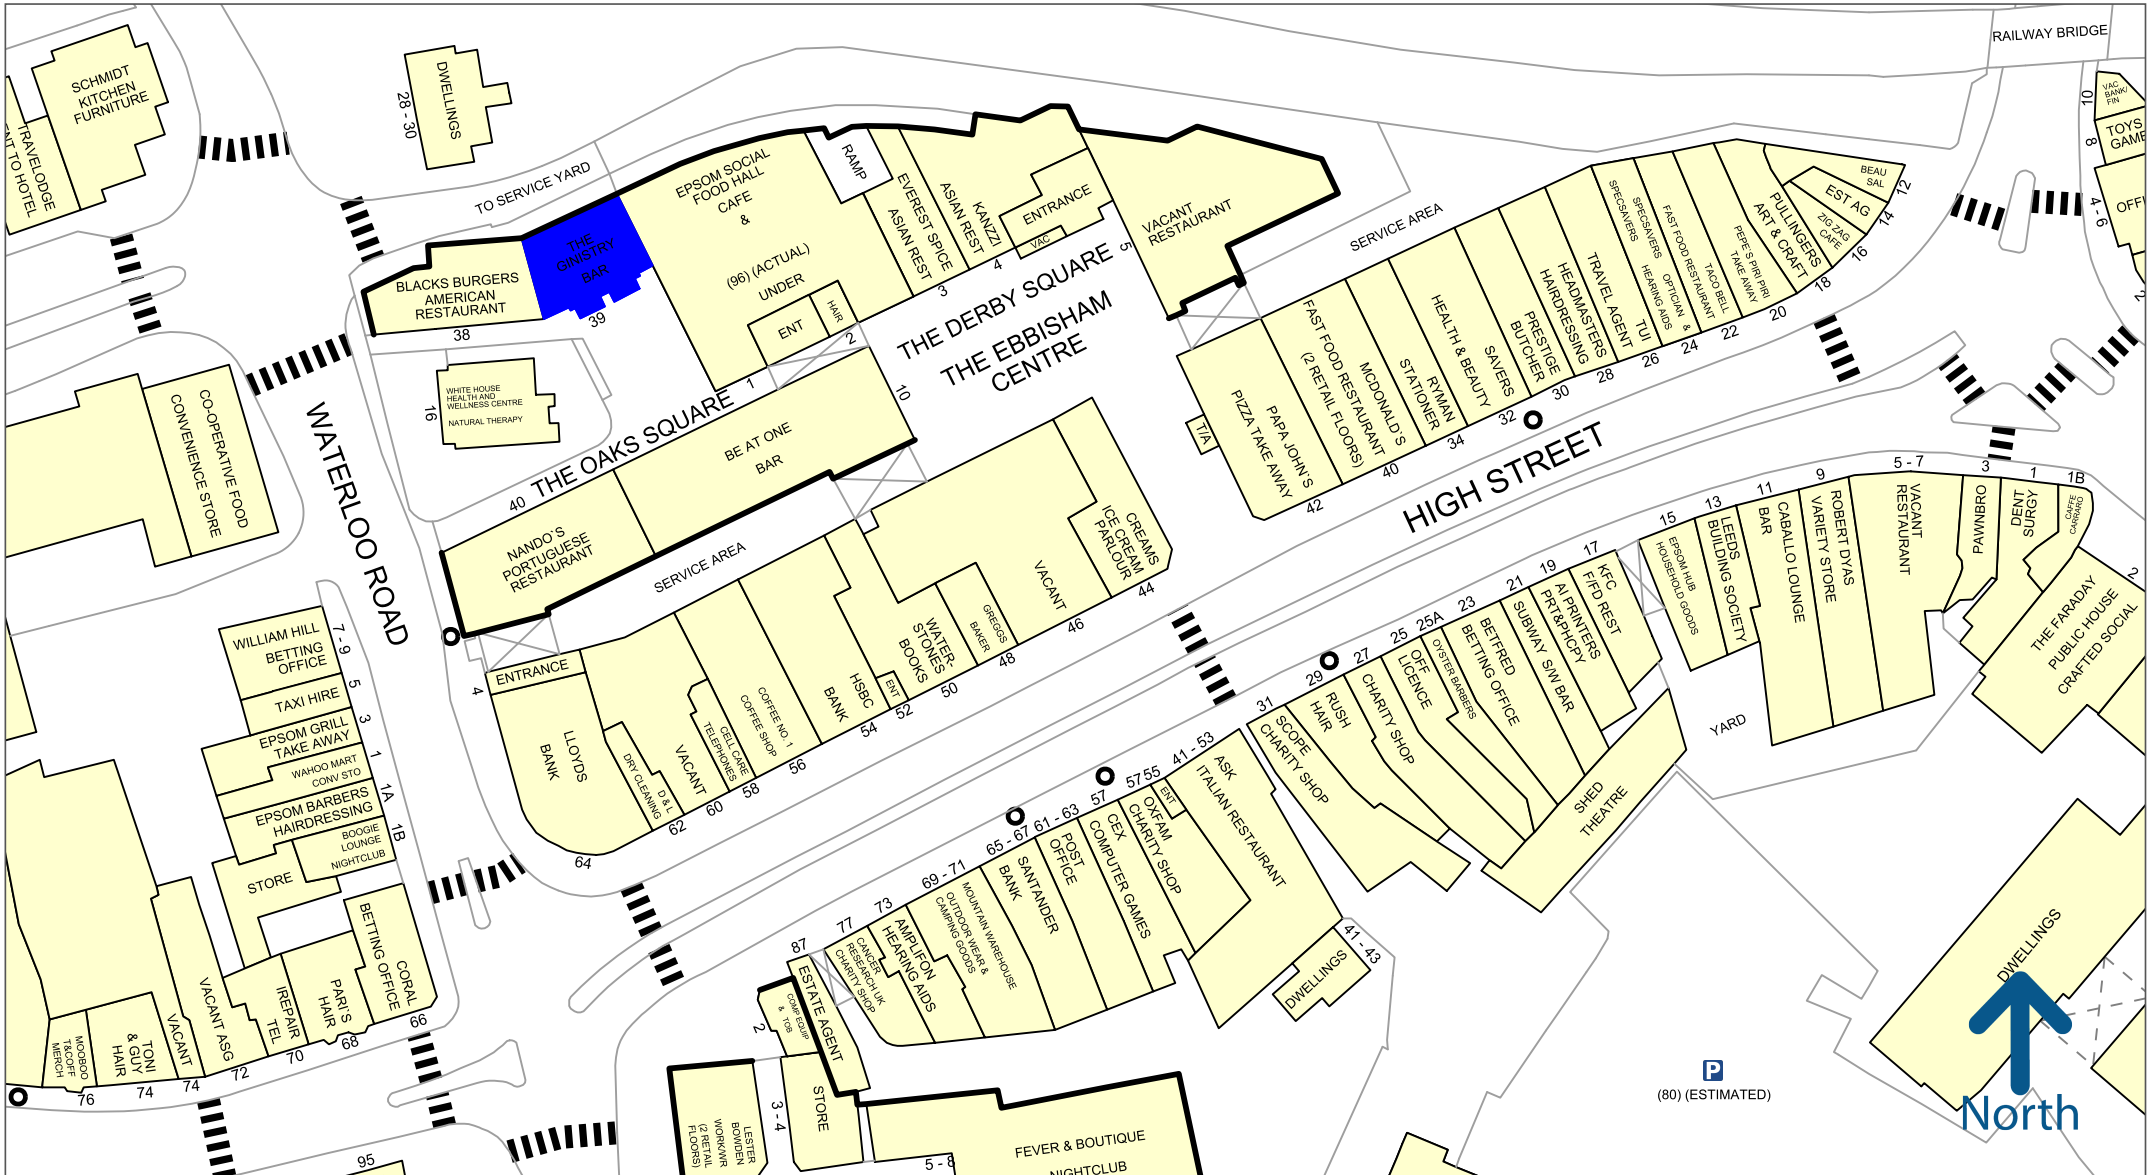 RAILWAY BRIDGE
SCHMIDT
KITCHEN
FURNITURE
TRAVELODGE
ENT TO HOTEL
28 - 30
DWELLINGS
TO SERVICE YARD
BLACKS BURGERS
AMERICAN
RESTAURANT
38
THE
GINISTRY
BAR
39
EPSOM SOCIAL
FOOD HALL
CAFE
&
(96) (ACTUAL)
UNDER
ENT
HAIR
1
2
RAMP
EVEREST SPICE
ASIAN REST
3
KANZZI
ASIAN REST
4
ENTRANCE
VAC
5
VACANT
RESTAURANT
SERVICE AREA
THE DERBY SQUARE
THE EBBISHAM
CENTRE
WHITE HOUSE
HEALTH AND
WELLNESS CENTRE
NATURAL THERAPY
16
THE OAKS SQUARE
40
10
BE AT ONE
BAR
NANDO`S
PORTUGUESE
RESTAURANT
SERVICE AREA
WATERLOO ROAD
CO-OPERATIVE FOOD
CONVENIENCE STORE
T/A
PAPA JOHN`S
PIZZA TAKE AWAY
42
MCDONALD`S
FAST FOOD RESTAURANT
(2 RETAIL FLOORS)
40
RYMAN
STATIONER
34
SAVERS
HEALTH & BEAUTY
32
PRESTIGE
BUTCHER
30
HEADMASTERS
HAIRDRESSING
28
TUI
TRAVEL AGENT
26
SPECSAVERS OPTICIAN &
SPECSAVERS HEARING AIDS
24
TACO BELL
FAST FOOD RESTAURANT
22
PEPE'S PIRI PIRI
TAKE AWAY
20
PULLINGERS
ART & CRAFT
18
ZIG ZAG
CAFE
16
EST AG
14
BEAU
SAL
12
10
VAC
BANK/
FIN
8
TOYS
GAME
4 - 6
OFFI
2
HIGH STREET
WILLIAM HILL
BETTING
OFFICE
7 - 9
TAXI HIRE
5
EPSOM GRILL
TAKE AWAY
3
WAHOO MART
CONV STO
1
EPSOM BARBERS
HAIRDRESSING
1A
BOOGIE
LOUNGE
NIGHTCLUB
1B
STORE
CORAL
BETTING OFFICE
66
PARI'S
HAIR
68
IREPAIR
TEL
70
VACANT ASG
72
VACANT
74
TONI
& GUY
HAIR
74
MOOBOO
T&COFF
MERCH
76
95
ENTRANCE
4
LLOYDS
BANK
64
D & L
DRY CLEANING
62
VACANT
60
CELL CARE
TELEPHONES
58
COFFEE NO. 1
COFFEE SHOP
56
HSBC
BANK
54
ENT
52
WATER-
STONES
BOOKS
50
GREGGS
BAKER
48
VACANT
46
CREAMS
ICE CREAM
PARLOUR
44
87
ESTATE AGENT
COMP EQUIP
& TOB
2
77
CANCER
RESEARCH UK
CHARITY SHOP
73
AMPLIFON
HEARING AIDS
69 - 71
MOUNTAIN WAREHOUSE
OUTDOOR WEAR &
CAMPING GOODS
65 - 67
SANTANDER
BANK
61 - 63
POST
OFFICE
57
CEX
COMPUTER GAMES
57
OXFAM
CHARITY SHOP
55
ENT
41 - 53
ASK
ITALIAN RESTAURANT
31
SCOPE
CHARITY SHOP
29
RUSH
HAIR
27
CHARITY SHOP
25
OFF
LICENCE
25A
OYSTER BARBERS
23
BETFRED
BETTING OFFICE
21
SUBWAY S/W BAR
19
AI PRINTERS
PRT&PHCPY
17
KFC
F/FD REST
15
EPSOM HUB
HOUSEHOLD GOODS
13
LEEDS
BUILDING SOCIETY
11
CABALLO LOUNGE
BAR
9
ROBERT DYAS
VARIETY STORE
5 - 7
VACANT
RESTAURANT
3
PAWNBRO
1
DENT
SURGY
1B
CAFFE
CARRARO
2
THE FARADAY
PUBLIC HOUSE
CRAFTED SOCIAL
YARD
SHED
THEATRE
41 - 43
DWELLINGS
DWELLINGS
P
(80) (ESTIMATED)
North
LESTER
BOWDEN
WORK/WR
(2 RETAIL
FLOORS)
3 - 4
STORE
5 - 8
FEVER & BOUTIQUE
NIGHTCLUB